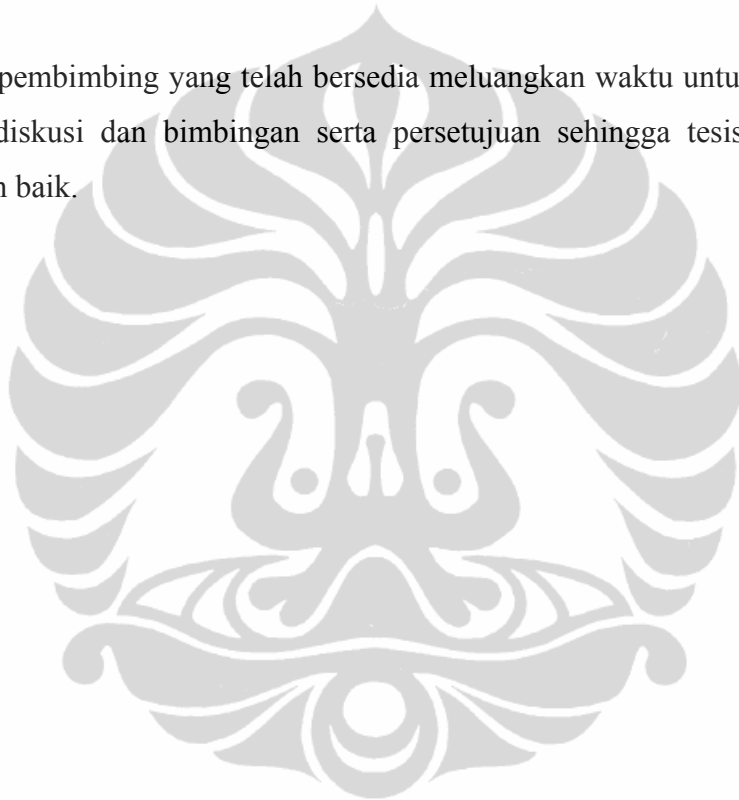 pembimbing yang telah bersedia meluangkan waktu untu
diskusi dan bimbingan serta persetujuan sehingga tesis
baik.